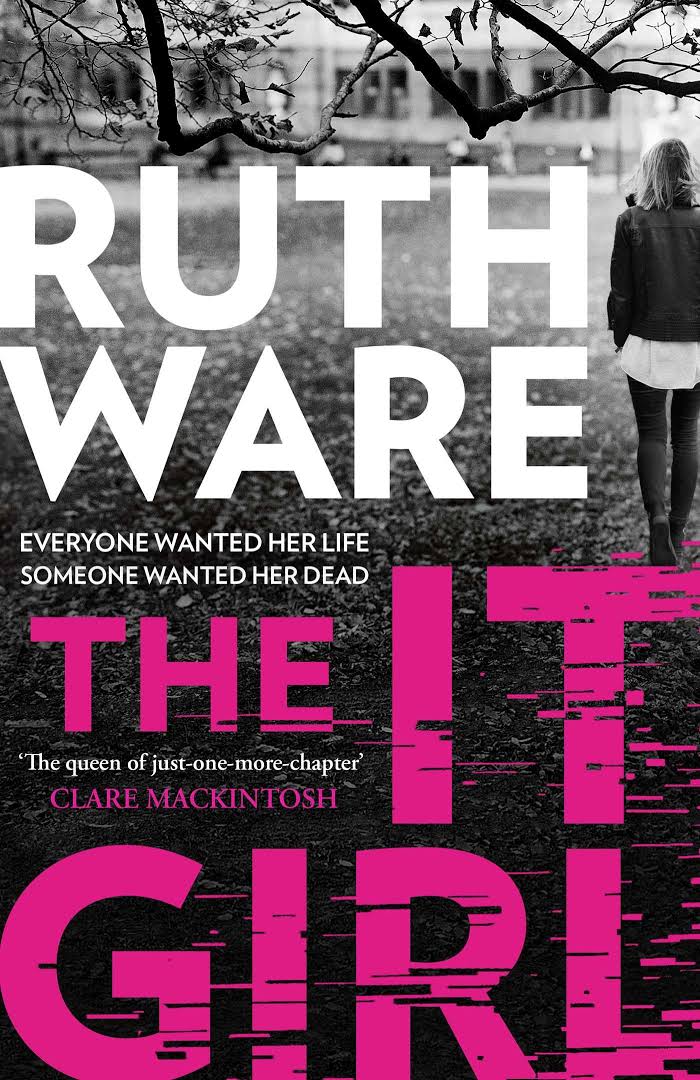 RUTH
WARE
EVERYONE WANTED HER LIFE
SOMEONE WANTED HER DEAD
THE IT
‘The queen of just-one-more-chapter’
CLARE MACKINTOSH
GIRL